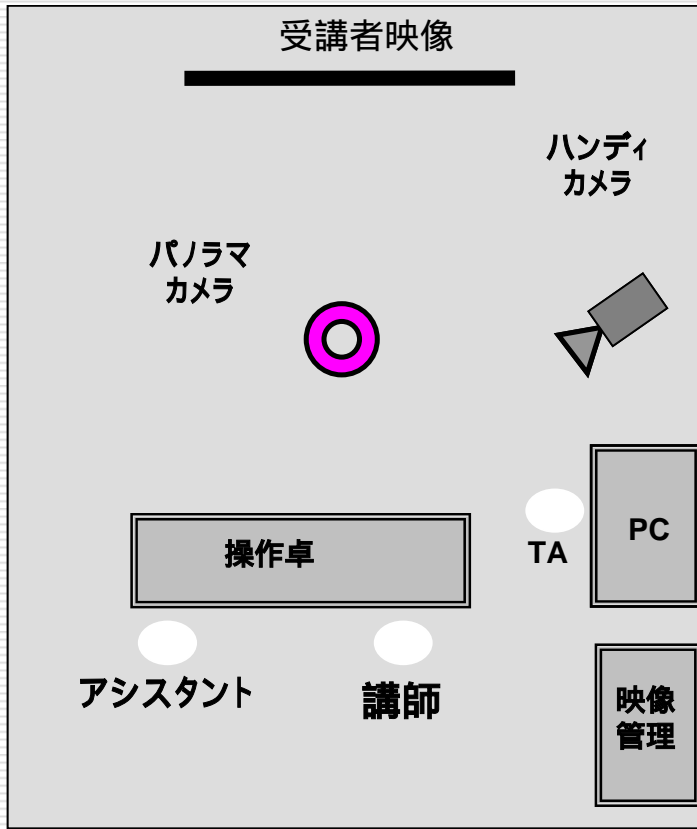 受講者映像
ハンディ
カメラ
パノラマ
カメラ
操作卓
TA
PC
アシスタント
講師
映像
管理